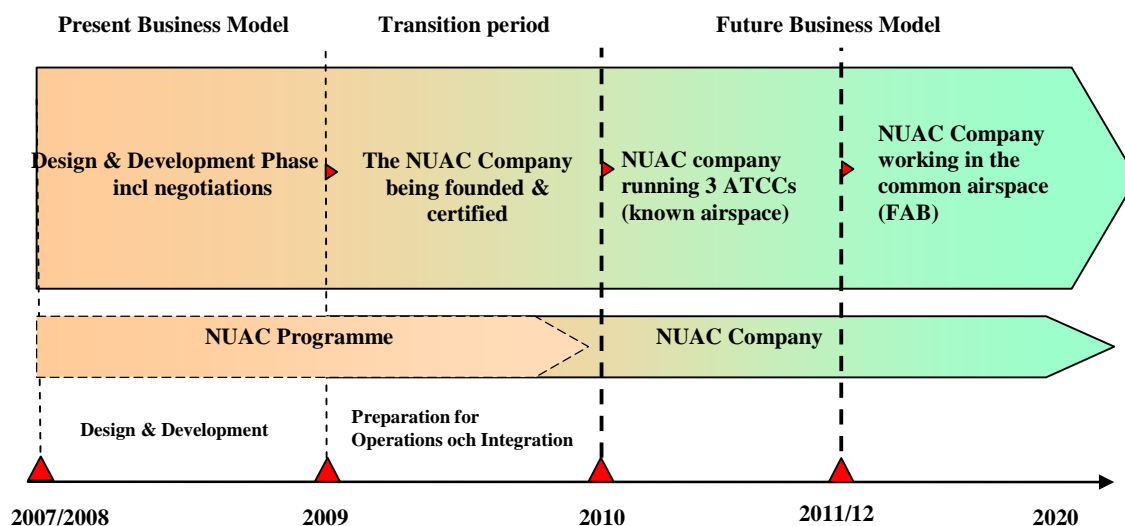 Present Business Model
Transition period
Future Business Model
Design & Development Phase
incl negotiations
The NUAC Company
being founded &
certified
NUAC company
running 3 ATCCs
(known airspace)
NUAC Company
working in the
common airspace
(FAB)
NUAC Programme
NUAC Company
Design & Development
Preparation for
Operations och Integration
2007/2008
2009
2010
2011/12
2020